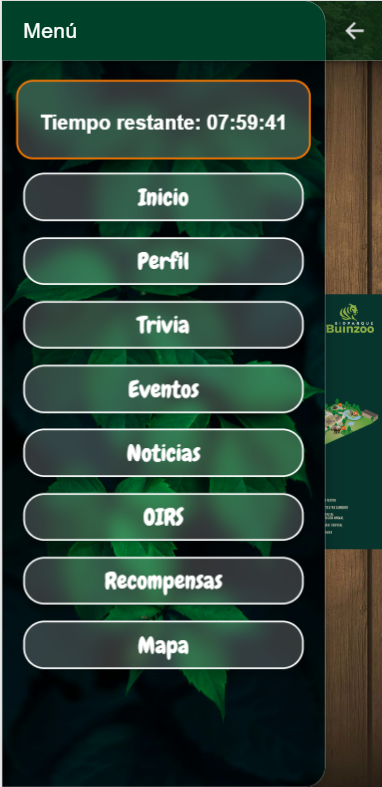 Menú
Tiempo restante: 07:59:41
Inicio
Perfil
Trivia
Eventos
Noticias
OIRS
Recompensas
Mapa
BIOPARQUE
Buinzoo